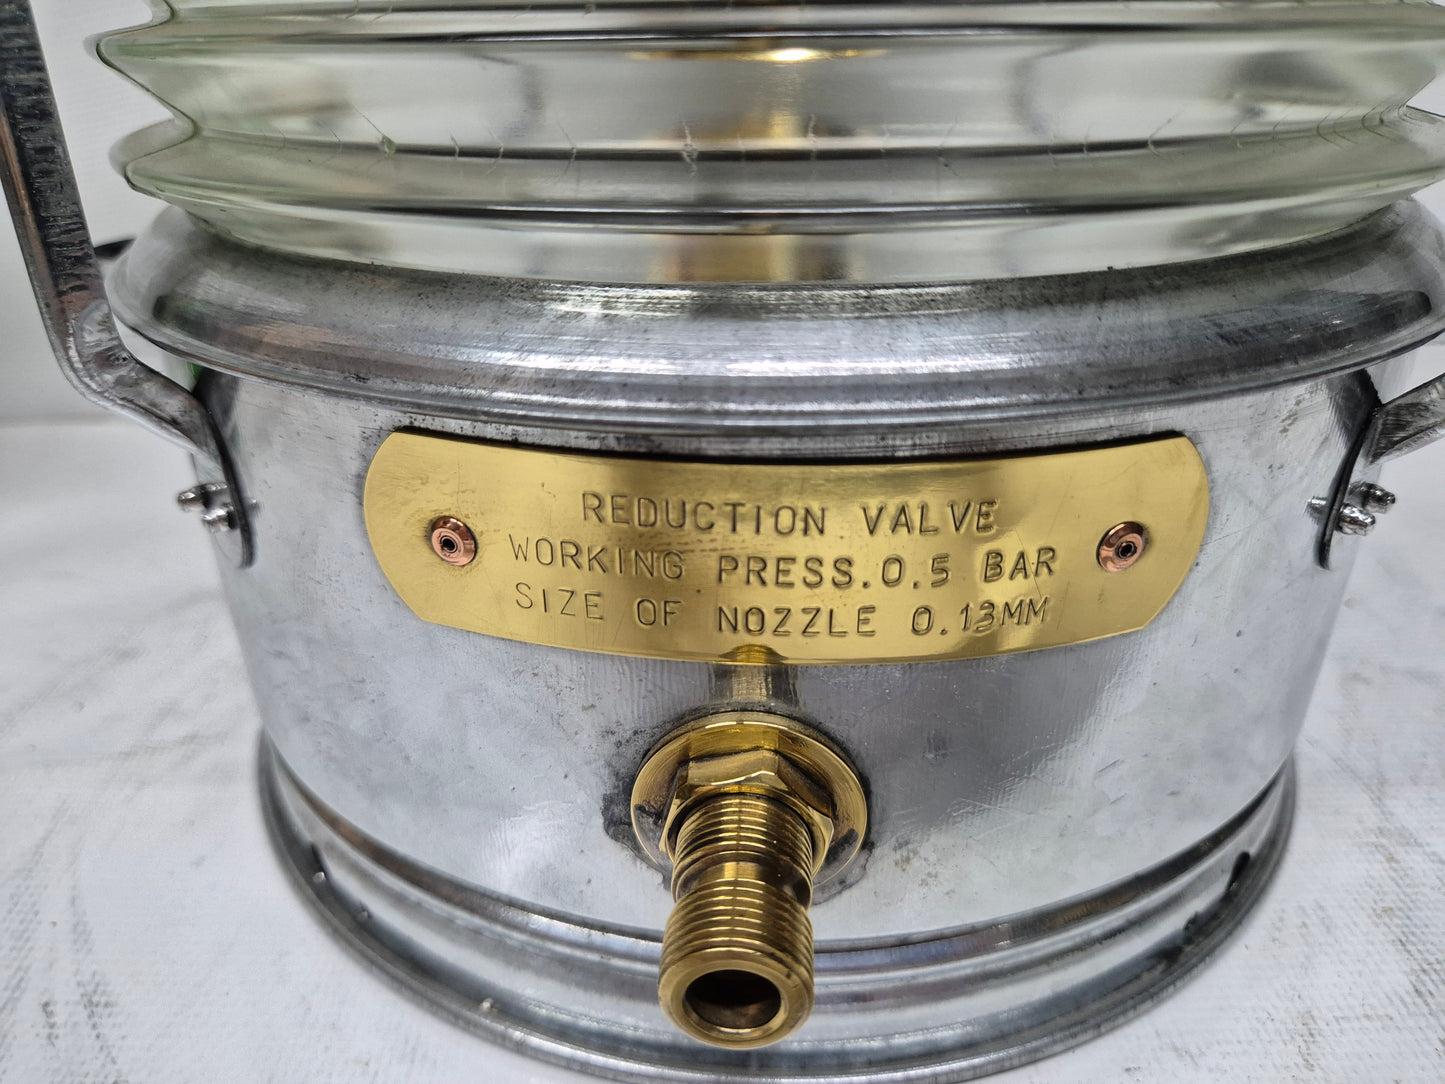 REDUCTION VALVE
WORKING PRESS.0.5 BAR
SIZE OF NOZZLE 0.13MM